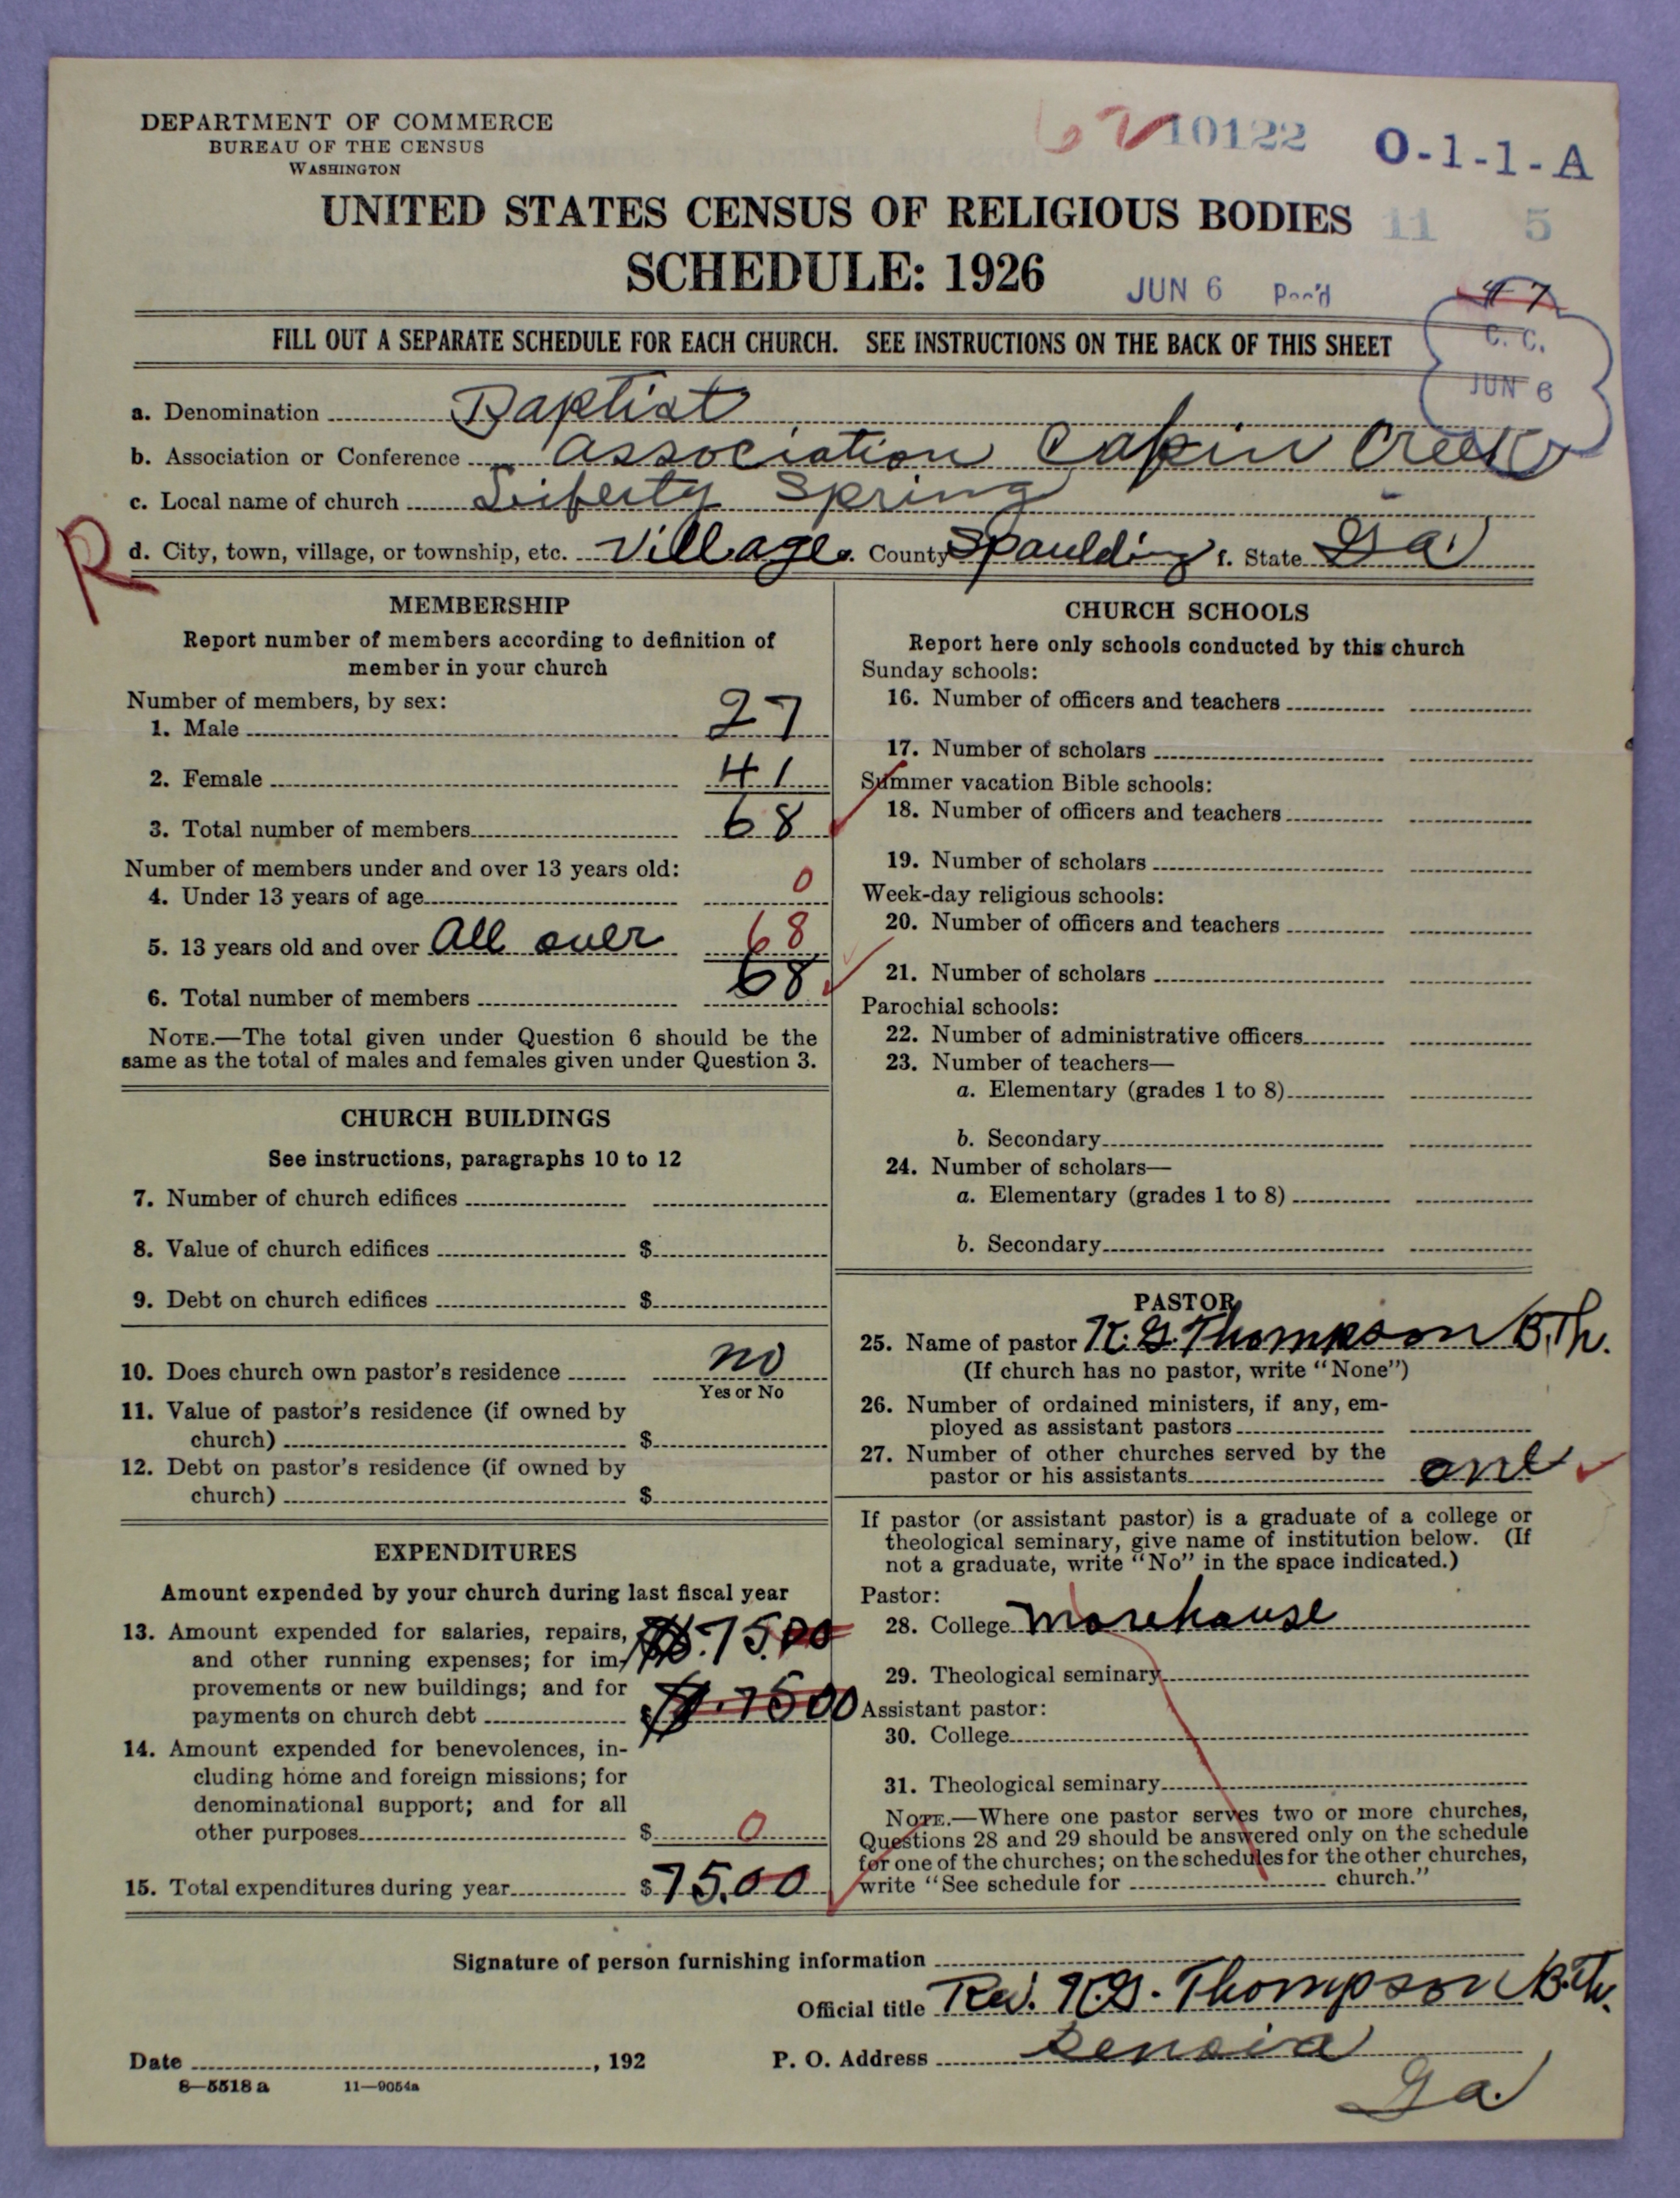 DEPARTMENT OF COMMERCE
BUREAU OF THE CENSUS
WASHINGTON
62 10122 O-1-1-A
UNITED STATES CENSUS OF RELIGIOUS BODIES 11 5
SCHEDULE: 1926
JUN 6 Rec'd
47
FILL OUT A SEPARATE SCHEDULE FOR EACH CHURCH. SEE INSTRUCTIONS ON THE BACK OF THIS SHEET
C. C.
JUN 6
a. Denomination Baptist
b. Association or Conference Association Cabin Creek
c. Local name of church Liberty Spring
R
d. City, town, village, or township, etc. Village e. County Spaulding f. State Ga.
MEMBERSHIP
Report number of members according to definition of
member in your church
Number of members, by sex:
1. Male 27
2. Female 41
3. Total number of members 68
Number of members under and over 13 years old:
4. Under 13 years of age 0
5. 13 years old and over All over 68
6. Total number of members 68
NOTE.—The total given under Question 6 should be the
same as the total of males and females given under Question 3.
CHURCH BUILDINGS
See instructions, paragraphs 10 to 12
7. Number of church edifices
8. Value of church edifices $
9. Debt on church edifices $
10. Does church own pastor's residence no
Yes or No
11. Value of pastor's residence (if owned by
church) $
12. Debt on pastor's residence (if owned by
church) $
EXPENDITURES
Amount expended by your church during last fiscal year
13. Amount expended for salaries, repairs, $.75.00
and other running expenses; for im-
provements or new buildings; and for
payments on church debt $.7500
14. Amount expended for benevolences, in-
cluding home and foreign missions; for
denominational support; and for all
other purposes $ 0
15. Total expenditures during year $75.00
CHURCH SCHOOLS
Report here only schools conducted by this church
Sunday schools:
16. Number of officers and teachers
17. Number of scholars
Summer vacation Bible schools:
18. Number of officers and teachers
19. Number of scholars
Week-day religious schools:
20. Number of officers and teachers
21. Number of scholars
Parochial schools:
22. Number of administrative officers
23. Number of teachers—
a. Elementary (grades 1 to 8)
b. Secondary
24. Number of scholars—
a. Elementary (grades 1 to 8)
b. Secondary
PASTOR
25. Name of pastor K. G. Thompson B.Th.
(If church has no pastor, write "None")
26. Number of ordained ministers, if any, em-
ployed as assistant pastors
27. Number of other churches served by the
pastor or his assistants one
If pastor (or assistant pastor) is a graduate of a college or
theological seminary, give name of institution below. (If
not a graduate, write "No" in the space indicated.)
Pastor:
28. College Morehouse
29. Theological seminary
Assistant pastor:
30. College
31. Theological seminary
NOTE.—Where one pastor serves two or more churches,
Questions 28 and 29 should be answered only on the schedule
for one of the churches; on the schedules for the other churches,
write "See schedule for church."
Signature of person furnishing information
Official title Rev. K.G. Thompson B.Th.
Date , 192 P. O. Address Senoia
Ga.
8—5518 a 11—9054a